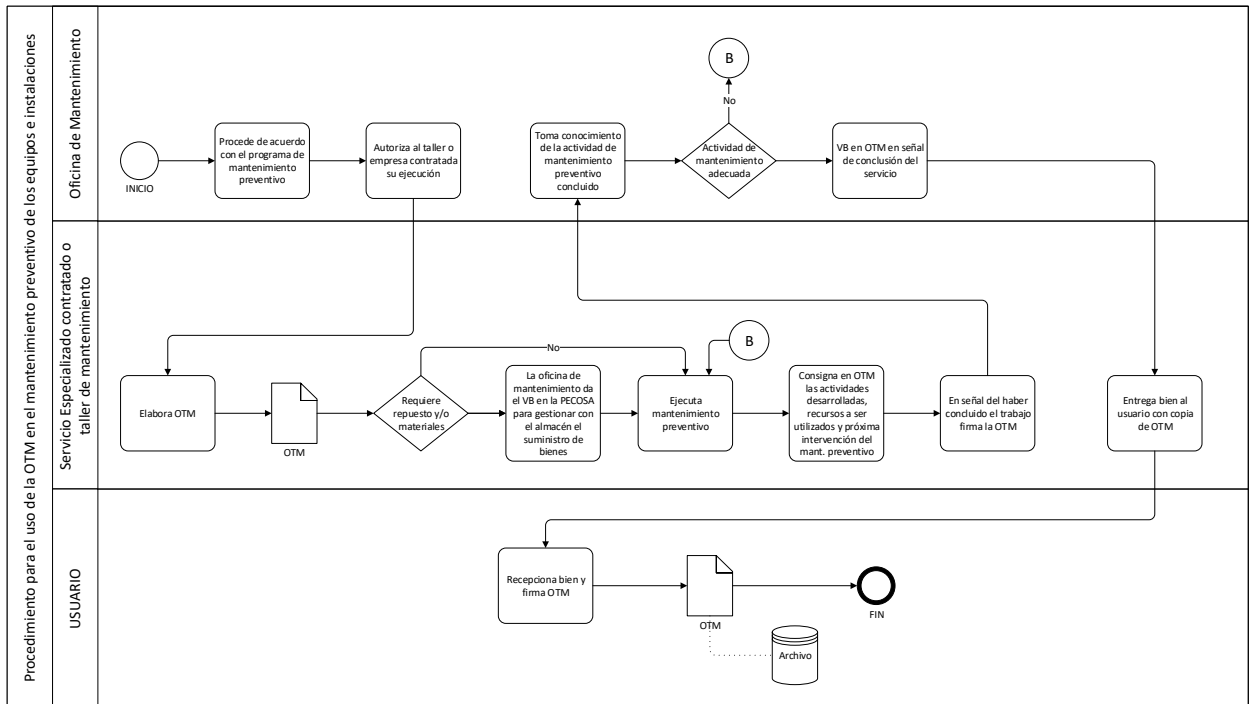 Procedimiento para el uso de la OTM en el mantenimiento preventivo de los equipos e instalaciones
Oficina de Mantenimiento
INICIO
Procede de acuerdo
con el programa de
mantenimiento
preventivo
Autoriza al taller o
empresa contratada
su ejecución
Toma conocimiento
de la actividad de
mantenimiento
preventivo concluido
B
No
Actividad de
mantenimiento
adecuada
VB en OTM en señal
de conclusión del
servicio
Servicio Especializado contratado o
taller de mantenimiento
Elabora OTM
OTM
Requiere
repuesto y/o
materiales
No
La oficina de
mantenimiento da
el VB en la PECOSA
para gestionar con
el almacén el
suministro de
bienes
B
Ejecuta
mantenimiento
preventivo
Consigna en OTM
las actividades
desarrolladas,
recursos a ser
utilizados y próxima
intervención del
mant. preventivo
En señal del haber
concluido el trabajo
firma la OTM
Entrega bien al
usuario con copia
de OTM
USUARIO
Recepciona bien y
firma OTM
OTM
Archivo
FIN